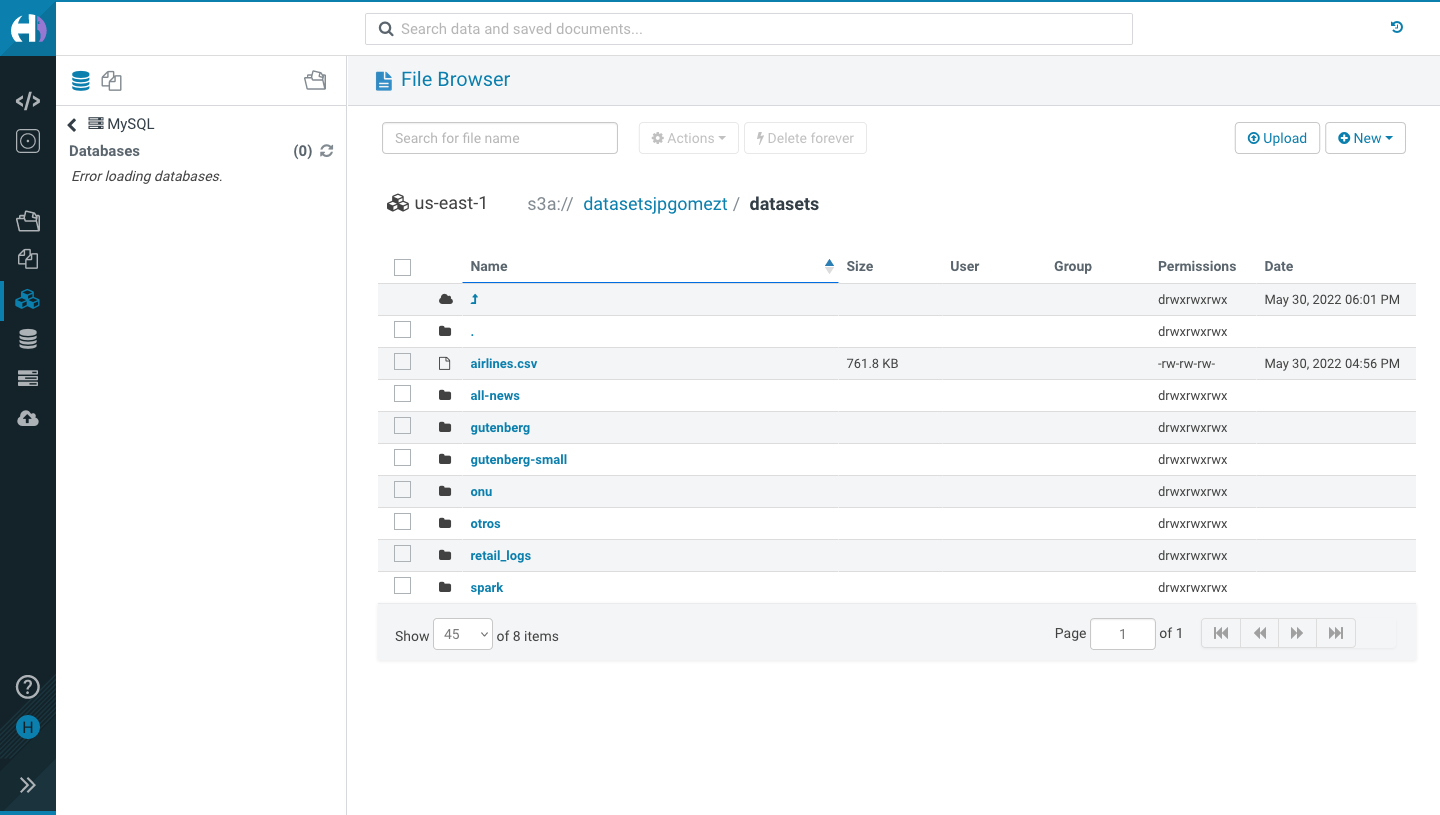 Search data and saved documents...
File Browser
MySQL
Databases (0)
Error loading databases.
Search for file name Actions Delete forever Upload New
us-east-1 s3a:// datasetsjpgomezt / datasets
Name Size User Group Permissions Date
drwxrwxrwx May 30, 2022 06:01 PM
. drwxrwxrwx
airlines.csv 761.8 KB -rw-rw-rw- May 30, 2022 04:56 PM
all-news drwxrwxrwx
gutenberg drwxrwxrwx
gutenberg-small drwxrwxrwx
onu drwxrwxrwx
otros drwxrwxrwx
retail_logs drwxrwxrwx
spark drwxrwxrwx
Show 45 of 8 items Page 1 of 1
H